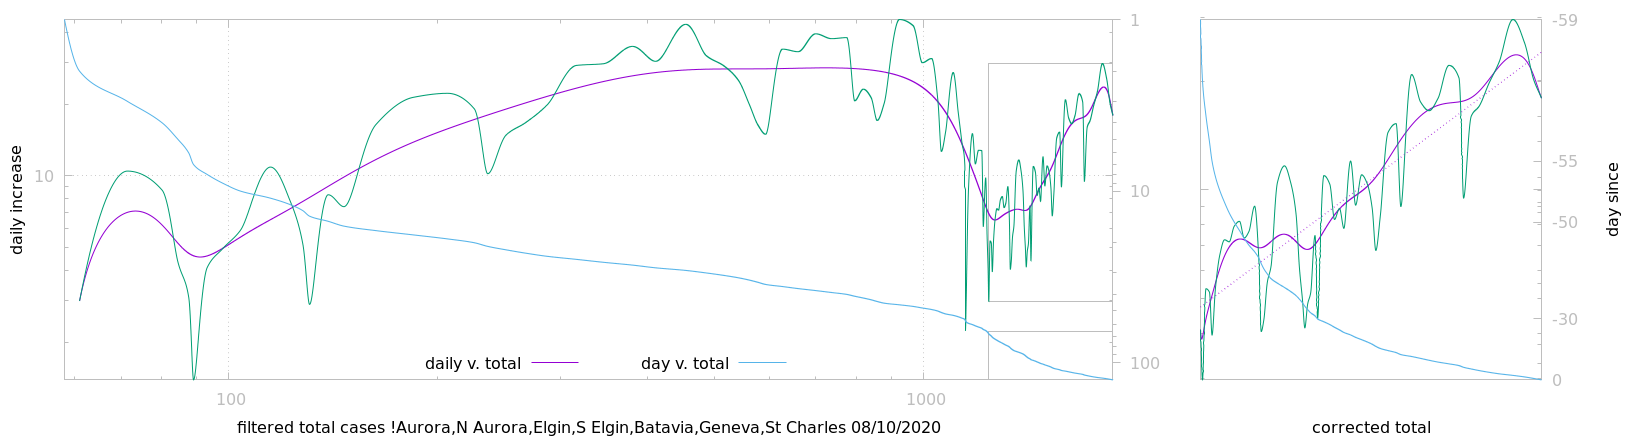 1
-59
daily increase
10
10
-55
-50
-30
day since
daily v. total
day v. total
100
0
100
1000
filtered total cases !Aurora,N Aurora,Elgin,S Elgin,Batavia,Geneva,St Charles 08/10/2020
corrected total